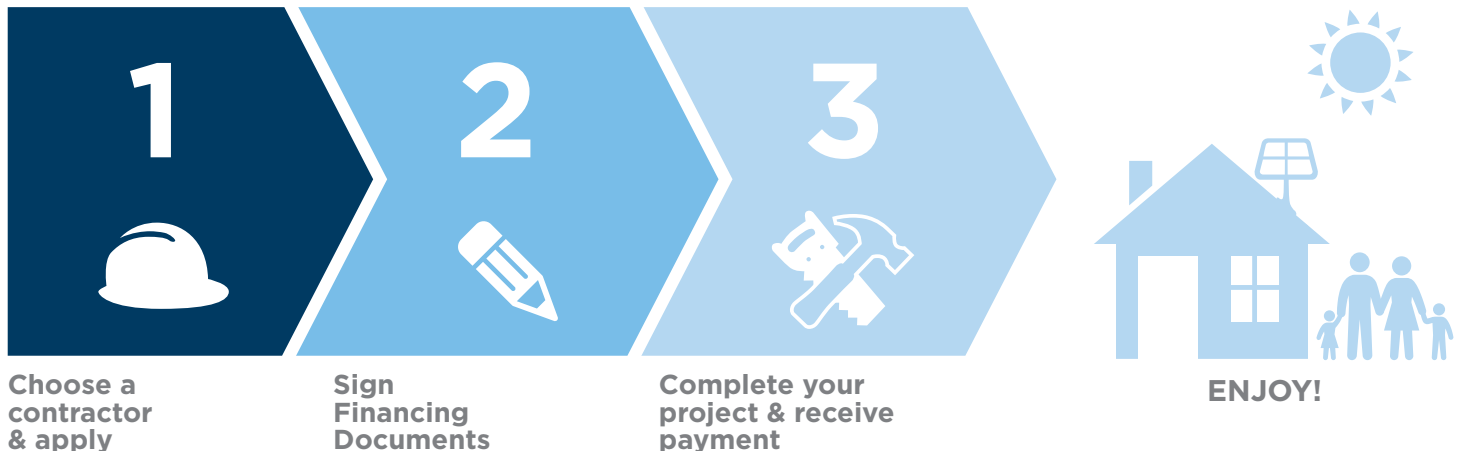 1
2
3
Choose a
contractor
& apply
Sign
Financing
Documents
Complete your
project & receive
payment
ENJOY!